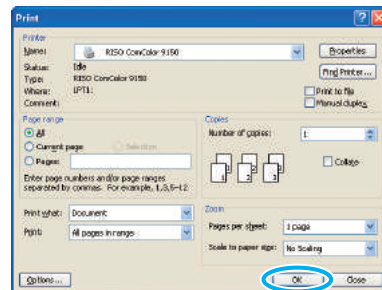 Print
Printer
Name: RISO ComColor 9150 Properties
Status: Idle Find Printer...
Type: RISO ComColor 9150
Where: LPT1: Print to file
Comment: Manual duplex
Page range
All
Current page Selection
Pages:
Enter page numbers and/or page ranges
separated by commas. For example, 1,3,5-12
Copies
Number of copies: 1
Collate
Print what: Document
Print: All pages in range
Zoom
Pages per sheet: 1 page
Scale to paper size: No Scaling
Options... OK Close